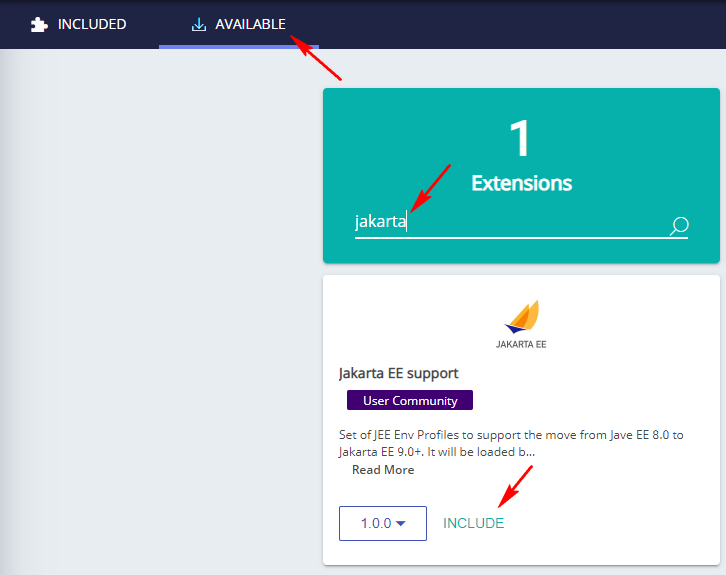 INCLUDED
AVAILABLE
1
Extensions
jakarta
JAKARTA EE
Jakarta EE support
User Community
Set of JEE Env Profiles to support the move from Jave EE 8.0 to
Jakarta EE 9.0+. It will be loaded b...
Read More
1.0.0
INCLUDE